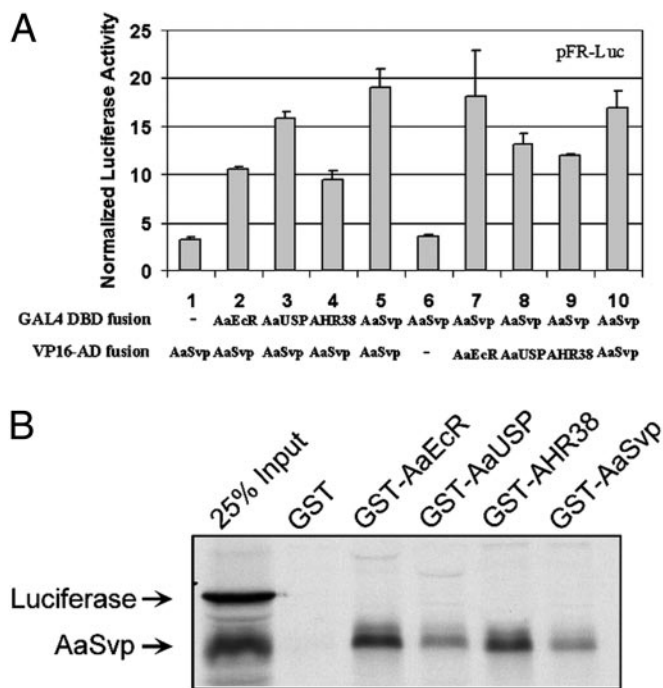 A
pFR-Luc
Normalized Luciferase Activity
25
20
15
10
5
0
1 2 3 4 5 6 7 8 9 10
GAL4 DBD fusion - AaEcR AaUSP AHR38 AaSvp AaSvp AaSvp AaSvp AaSvp AaSvp
VP16-AD fusion AaSvp AaSvp AaSvp AaSvp AaSvp - AaEcR AaUSP AHR38 AaSvp
B
25% Input GST GST-AaEcR GST-AaUSP GST-AHR38 GST-AaSvp
Luciferase
AaSvp